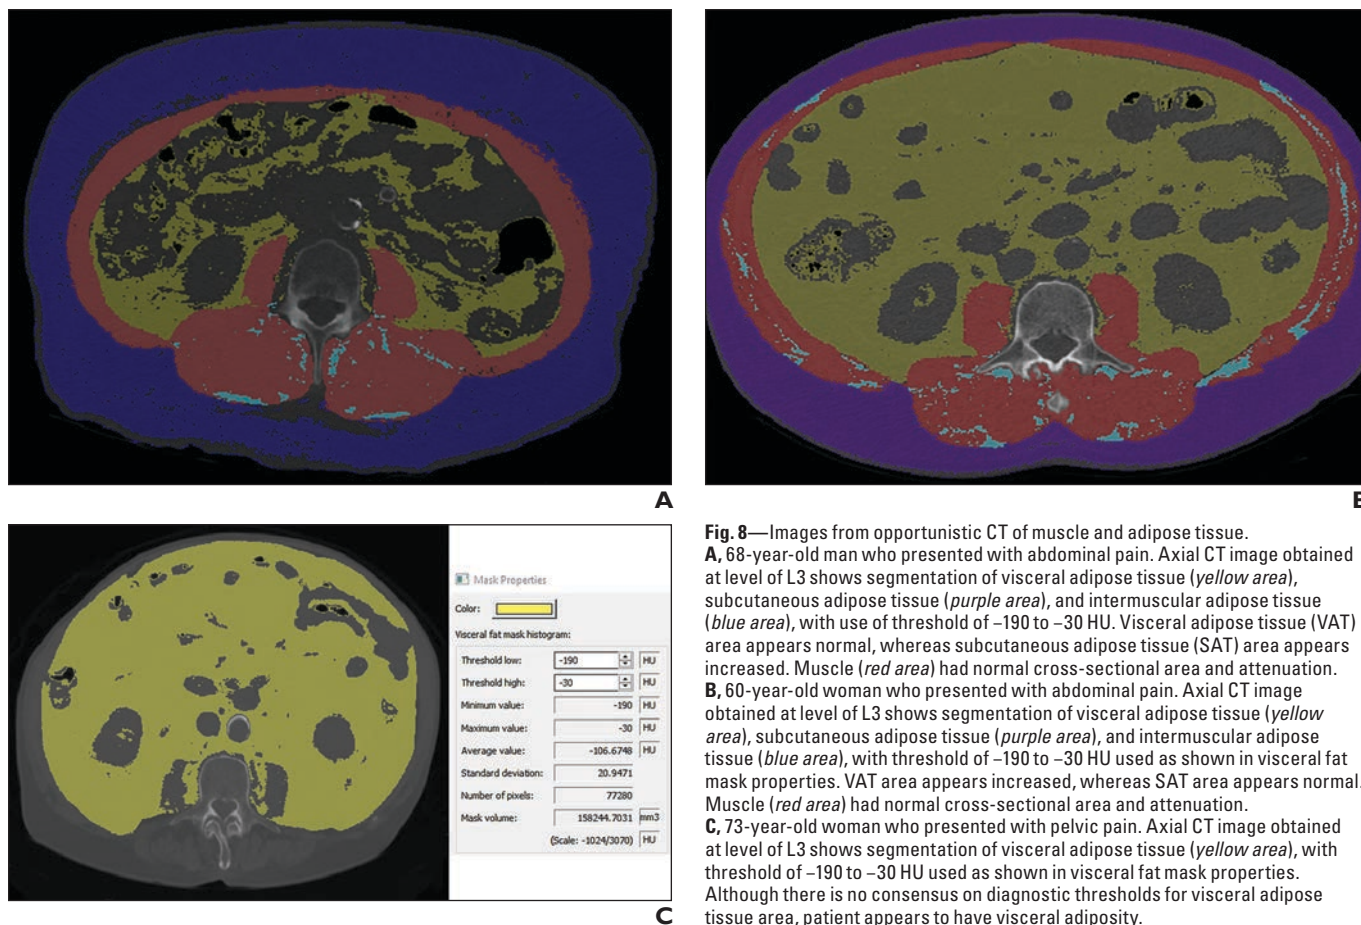 A
B
Mask Properties
Color:
Visceral fat mask histogram:
Threshold low: -190 HU
Threshold high: -30 HU
Minimum value: -190 HU
Maximum value: -30 HU
Average value: -106.6748 HU
Standard deviation: 20.9471
Number of pixels: 77280
Mask volume: 158244.7031 mm3
(Scale: -1024/3070) HU
C
Fig. 8—Images from opportunistic CT of muscle and adipose tissue.
A, 68-year-old man who presented with abdominal pain. Axial CT image obtained
at level of L3 shows segmentation of visceral adipose tissue (yellow area),
subcutaneous adipose tissue (purple area), and intermuscular adipose tissue
(blue area), with use of threshold of −190 to −30 HU. Visceral adipose tissue (VAT)
area appears normal, whereas subcutaneous adipose tissue (SAT) area appears
increased. Muscle (red area) had normal cross-sectional area and attenuation.
B, 60-year-old woman who presented with abdominal pain. Axial CT image
obtained at level of L3 shows segmentation of visceral adipose tissue (yellow
area), subcutaneous adipose tissue (purple area), and intermuscular adipose
tissue (blue area), with threshold of −190 to −30 HU used as shown in visceral fat
mask properties. VAT area appears increased, whereas SAT area appears normal.
Muscle (red area) had normal cross-sectional area and attenuation.
C, 73-year-old woman who presented with pelvic pain. Axial CT image obtained
at level of L3 shows segmentation of visceral adipose tissue (yellow area), with
threshold of −190 to −30 HU used as shown in visceral fat mask properties.
Although there is no consensus on diagnostic thresholds for visceral adipose
tissue area, patient appears to have visceral adiposity.